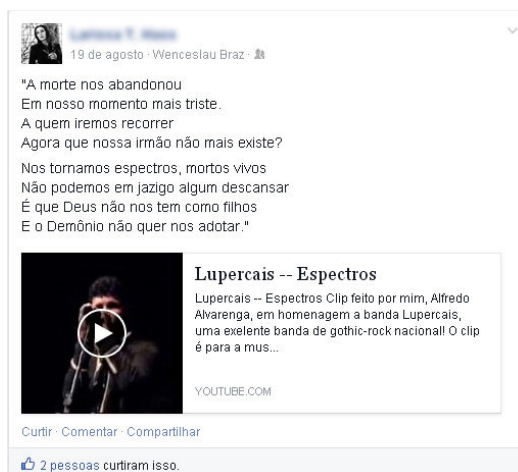 19 de agosto · Wenceslau Braz ·
"A morte nos abandonou
Em nosso momento mais triste.
A quem iremos recorrer
Agora que nossa irmão não mais existe?
Nos tornamos espectros, mortos vivos
Não podemos em jazigo algum descansar
É que Deus não nos tem como filhos
E o Demônio não quer nos adotar."
Lupercais -- Espectros
Lupercais -- Espectros Clip feito por mim, Alfredo
Alvarenga, em homenagem a banda Lupercais,
uma exelente banda de gothic-rock nacional! O clip
é para a mus...
YOUTUBE.COM
Curtir · Comentar · Compartilhar
2 pessoas curtiram isso.